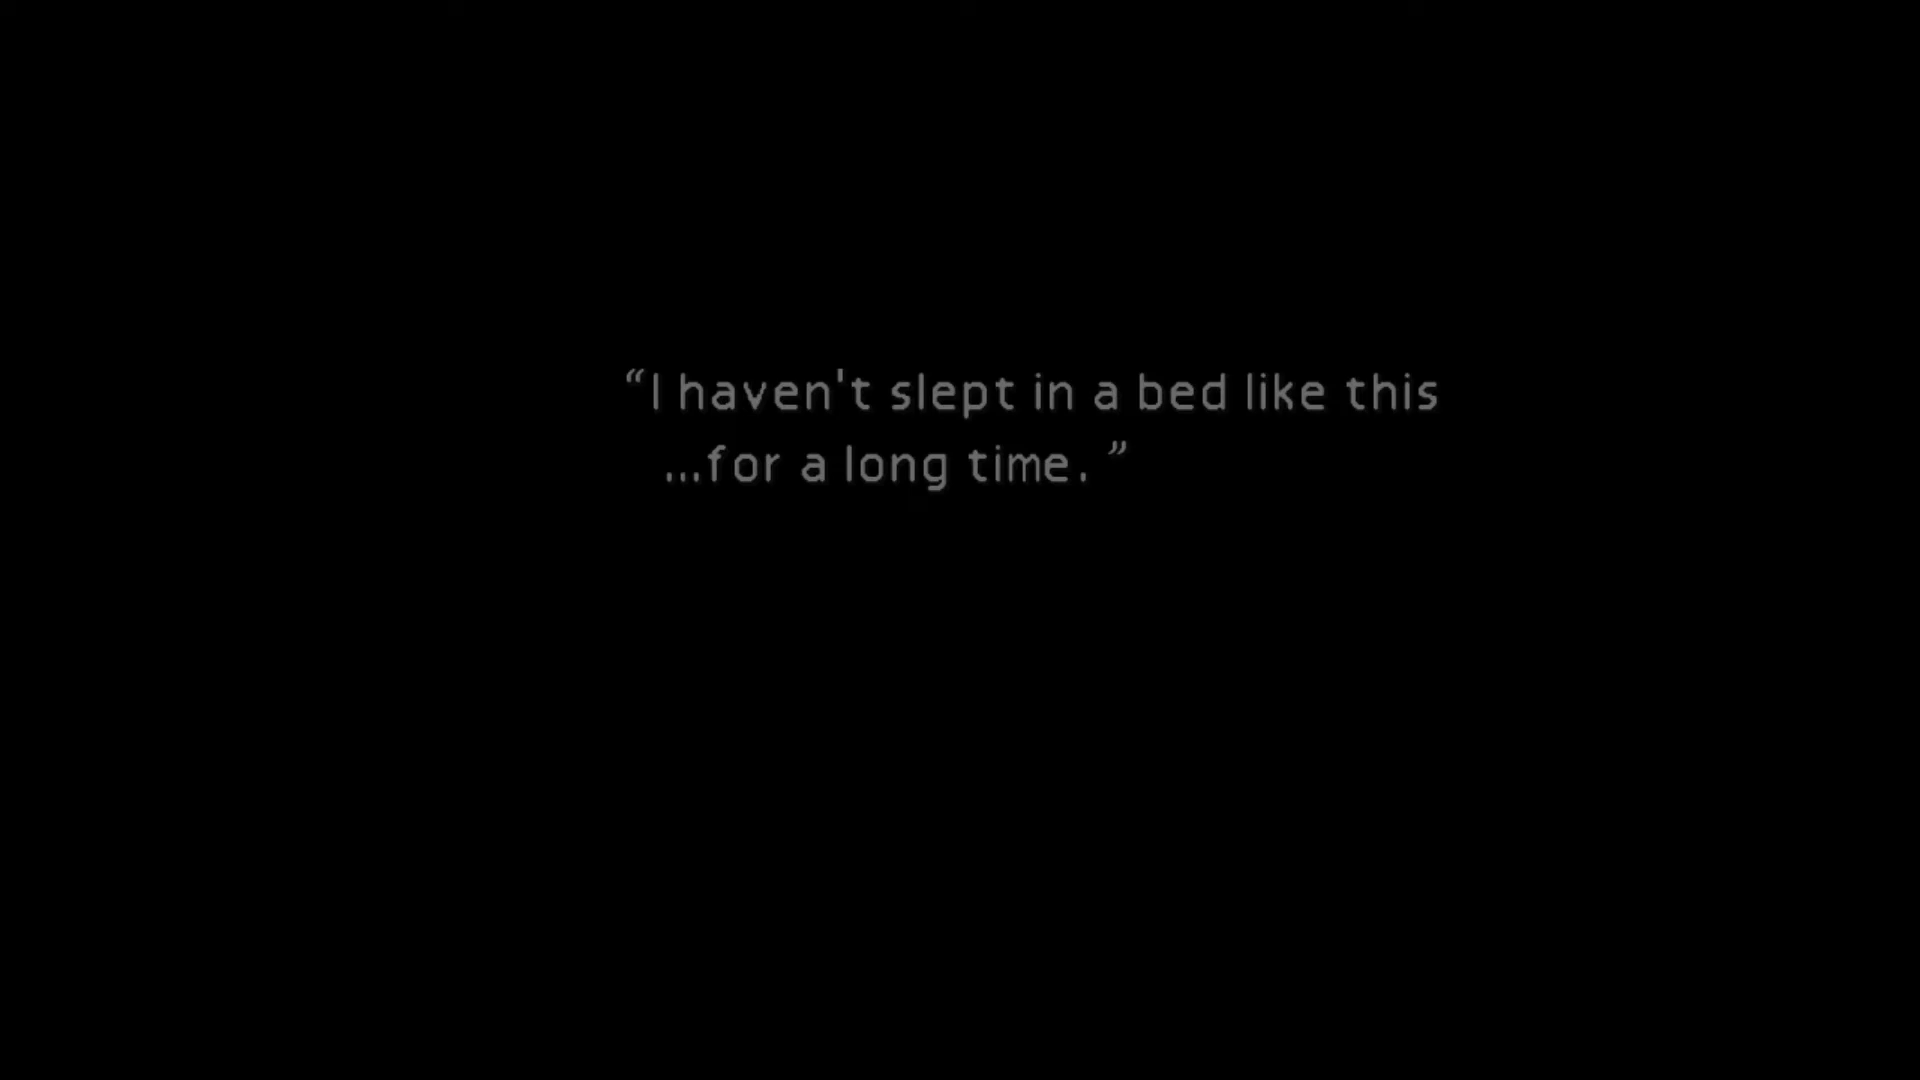 “I haven't slept in a bed like this
...for a long time. ”